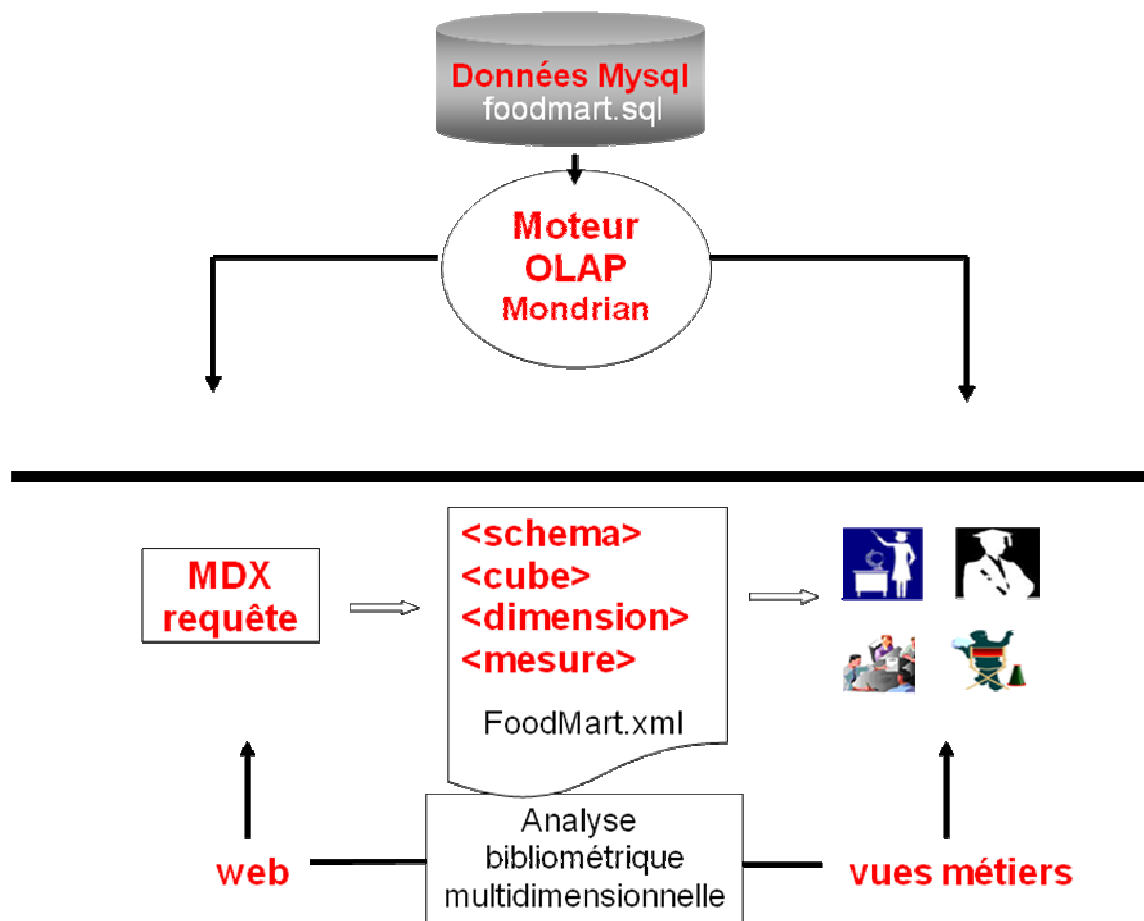 Données Mysql
foodmart.sql
Moteur
OLAP
Mondrian
MDX
requête
<schema>
<cube>
<dimension>
<mesure>
FoodMart.xml
Analyse
bibliométrique
multidimensionnelle
web
vues métiers